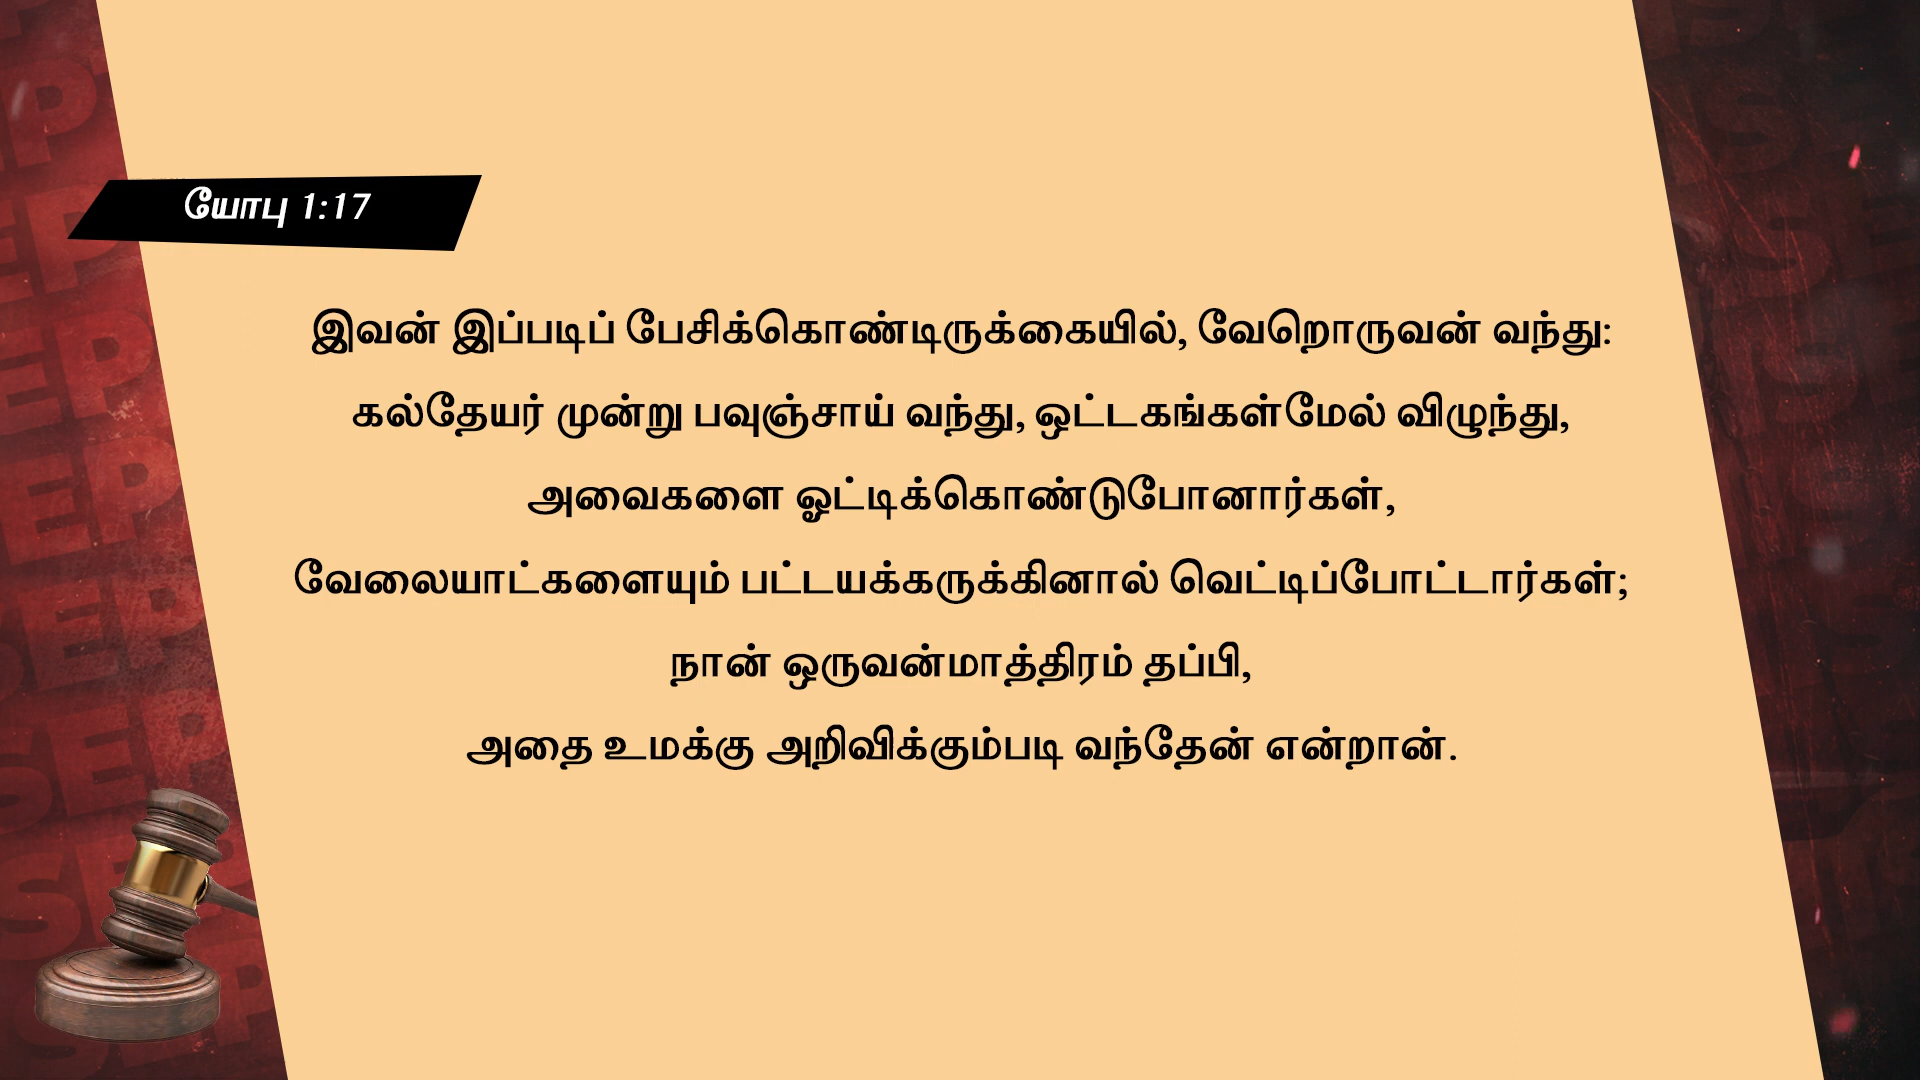 யோபு 1:17
இவன் இப்படிப் பேசிக்கொண்டிருக்கையில், வேறொருவன் வந்து:
கல்தேயர் முன்று பவுஞ்சாய் வந்து, ஒட்டகங்கள்மேல் விழுந்து,
அவைகளை ஓட்டிக்கொண்டுபோனார்கள்,
வேலையாட்களையும் பட்டயக்கருக்கினால் வெட்டிப்போட்டார்கள்;
நான் ஒருவன்மாத்திரம் தப்பி,
அதை உமக்கு அறிவிக்கும்படி வந்தேன் என்றான்.